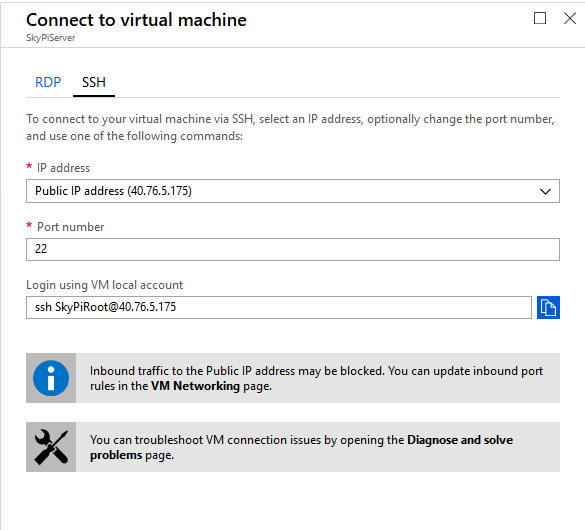 Connect to virtual machine
SkyPiServer
RDP SSH
To connect to your virtual machine via SSH, select an IP address, optionally change the port number,
and use one of the following commands:
* IP address
Public IP address (40.76.5.175)
* Port number
22
Login using VM local account
ssh SkyPiRoot@40.76.5.175
Inbound traffic to the Public IP address may be blocked. You can update inbound port
rules in the VM Networking page.
You can troubleshoot VM connection issues by opening the Diagnose and solve
problems page.